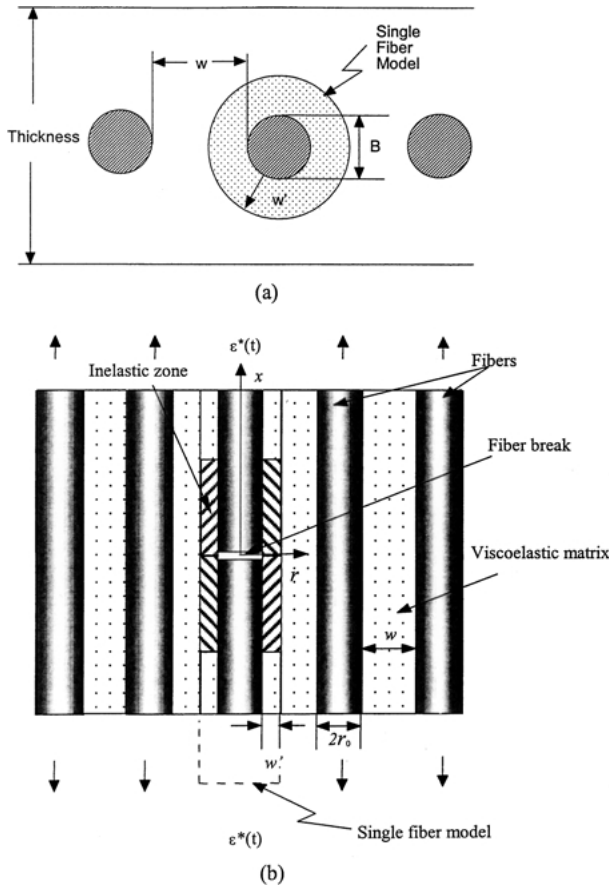 Single
Fiber
Model
w
Thickness
B
w'
(a)
ε*(t)
Inelastic zone
x
Fibers
Fiber break
r
Viscoelastic matrix
w
2r₀
w'
Single fiber model
ε*(t)
(b)